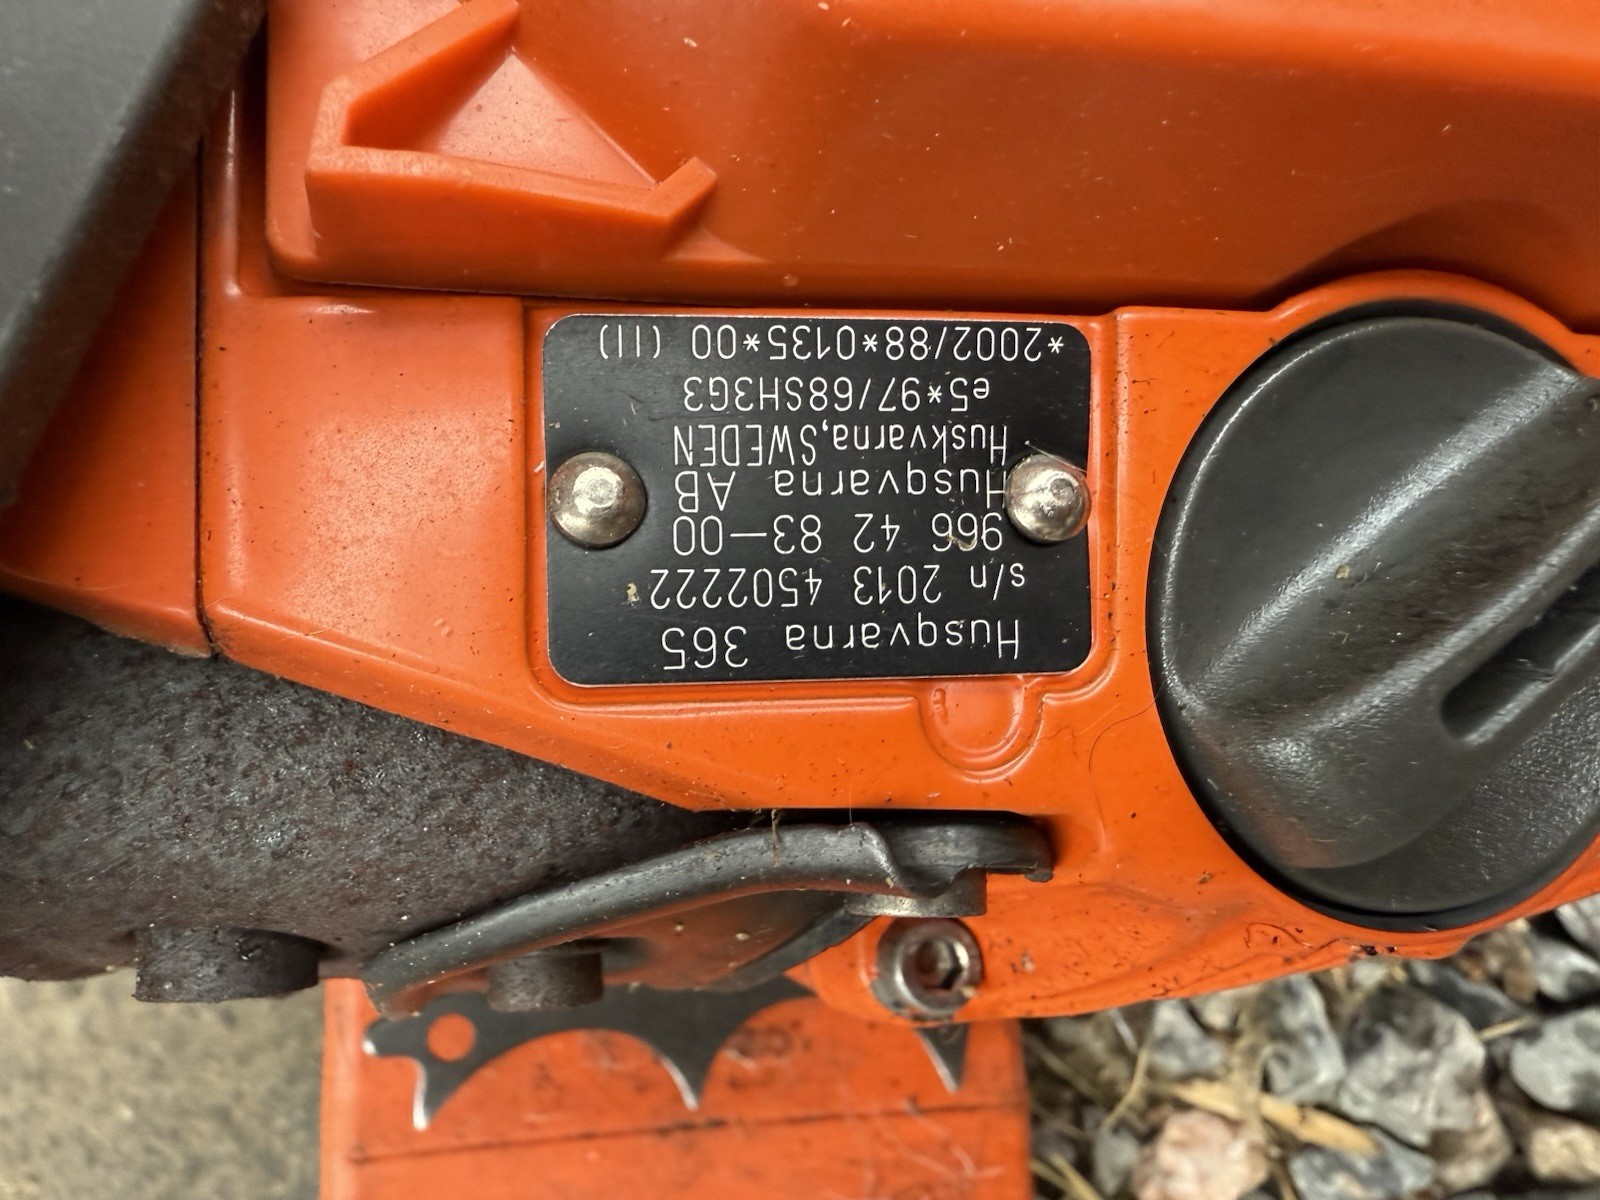 Husqvarna 365
s/n 2013 4502222
966 42 83-00
Husqvarna AB
Huskvarna,SWEDEN
e5*97/68SH3G3
*2002/88*0135*00 (II)